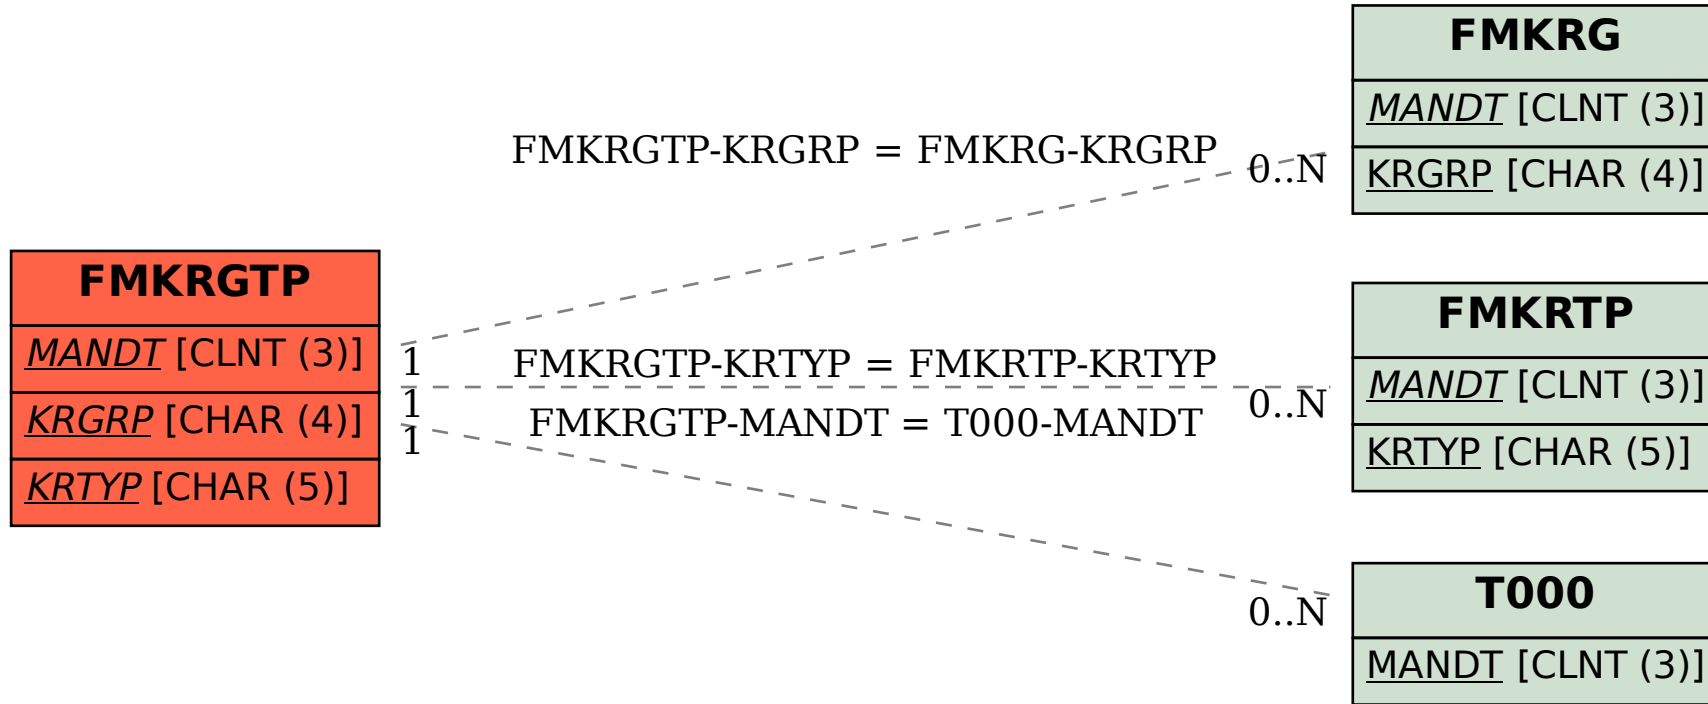 FMKRG
MANDT [CLNT (3)]
KRGRP [CHAR (4)]
FMKRGTP-KRGRP = FMKRG-KRGRP
0..N
FMKRGTP
MANDT [CLNT (3)]
KRGRP [CHAR (4)]
KRTYP [CHAR (5)]
1
1
1
FMKRGTP-KRTYP = FMKRTP-KRTYP
0..N
FMKRGTP-MANDT = T000-MANDT
0..N
FMKRTP
MANDT [CLNT (3)]
KRTYP [CHAR (5)]
T000
MANDT [CLNT (3)]